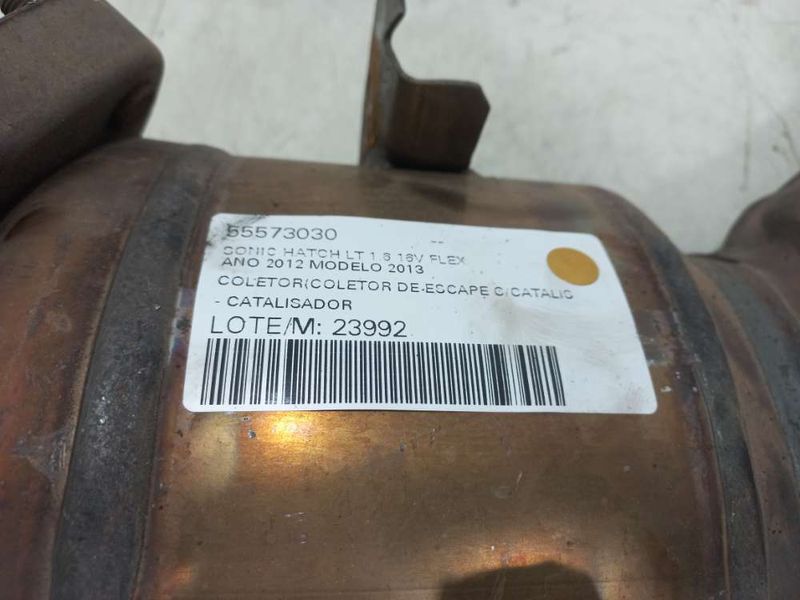 55573030
SONIC HATCH LT 1.6 16V FLEX
ANO 2012 MODELO 2013
COLETOR(COLETOR DE ESCAPE C/CATALIS
- CATALISADOR
LOTE/M: 23992